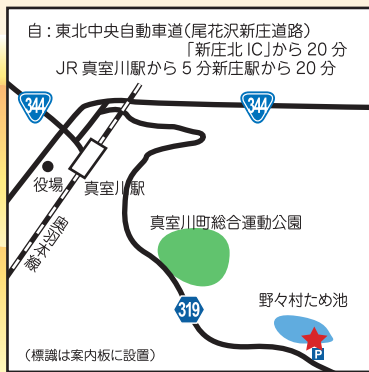 自：東北中央自動車道（尾花沢新庄道路）
「新庄北IC」から20分
JR真室川駅から5分新庄駅から20分
344
344
役場
真室川駅
奥羽本線
真室川町総合運動公園
319
野々村ため池
P
（標識は案内板に設置）